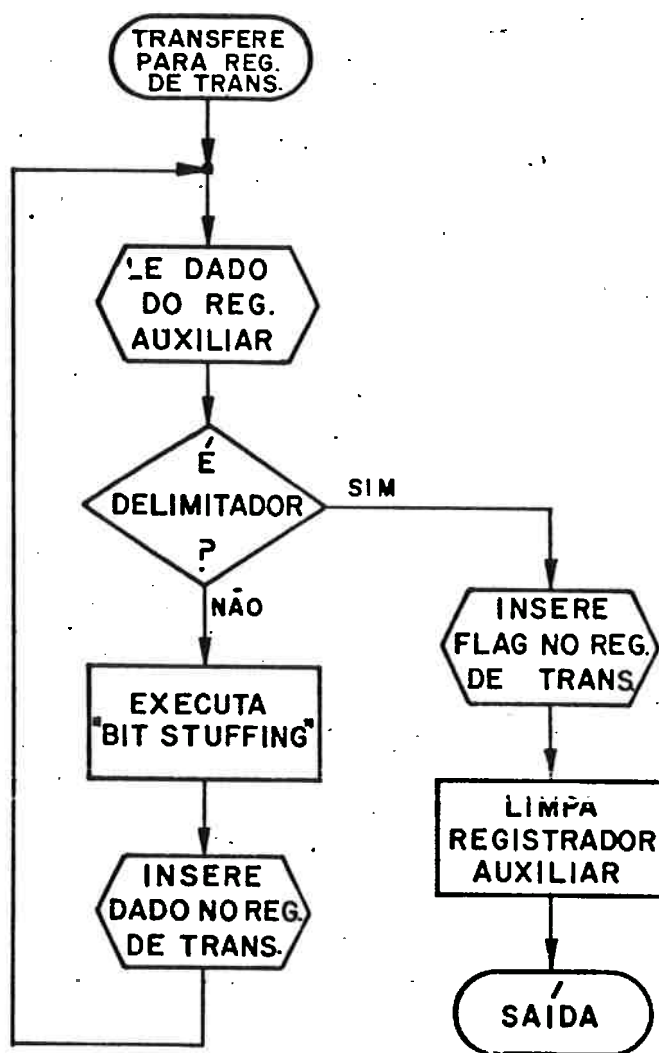 TRANSFERE
PARA REG.
DE TRANS.
LE DADO
DO REG.
AUXILIAR
É
DELIMITADOR
?
SIM
NÃO
EXECUTA
"BIT STUFFING"
INSERE
DADO NO REG.
DE TRANS.
INSERE
FLAG NO REG.
DE TRANS.
LIMPA
REGISTRADOR
AUXILIAR
SAÍDA